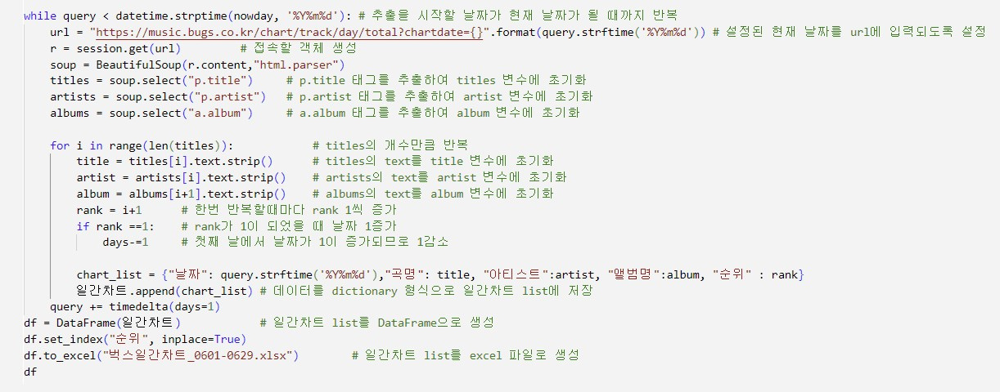 while query < datetime.strptime(nowday, '%Y%m%d'): # 추출을 시작할 날짜가 현재 날짜가 될 때까지 반복
    url = "https://music.bugs.co.kr/chart/track/day/total?chartdate={}".format(query.strftime('%Y%m%d')) # 설정된 현재 날짜를 url에 입력되도록 설정
    r = session.get(url)         # 접속할 객체 생성
    soup = BeautifulSoup(r.content,"html.parser")
    titles = soup.select("p.title")     # p.title 태그를 추출하여 titles 변수에 초기화
    artists = soup.select("p.artist")   # p.artist 태그를 추출하여 artist 변수에 초기화
    albums = soup.select("a.album")     # a.album 태그를 추출하여 album 변수에 초기화

    for i in range(len(titles)):            # titles의 개수만큼 반복
        title = titles[i].text.strip()      # titles의 text를 title 변수에 초기화
        artist = artists[i].text.strip()    # artists의 text를 artist 변수에 초기화
        album = albums[i+1].text.strip()    # albums의 text를 album 변수에 초기화
        rank = i+1      # 한번 반복할때마다 rank 1씩 증가
        if rank ==1:    # rank가 1이 되었을 때 날짜 1증가
            days-=1     # 첫째 날에서 날짜가 1이 증가되므로 1감소

        chart_list = {"날짜": query.strftime('%Y%m%d'),"곡명": title, "아티스트":artist, "앨범명":album, "순위" : rank}
        일간차트.append(chart_list) # 데이터를 dictionary 형식으로 일간차트 list에 저장
    query += timedelta(days=1)
df = DataFrame(일간차트)            # 일간차트 list를 DataFrame으로 생성
df.set_index("순위", inplace=True)
df.to_excel("벅스일간차트_0601-0629.xlsx")        # 일간차트 list를 excel 파일로 생성
df